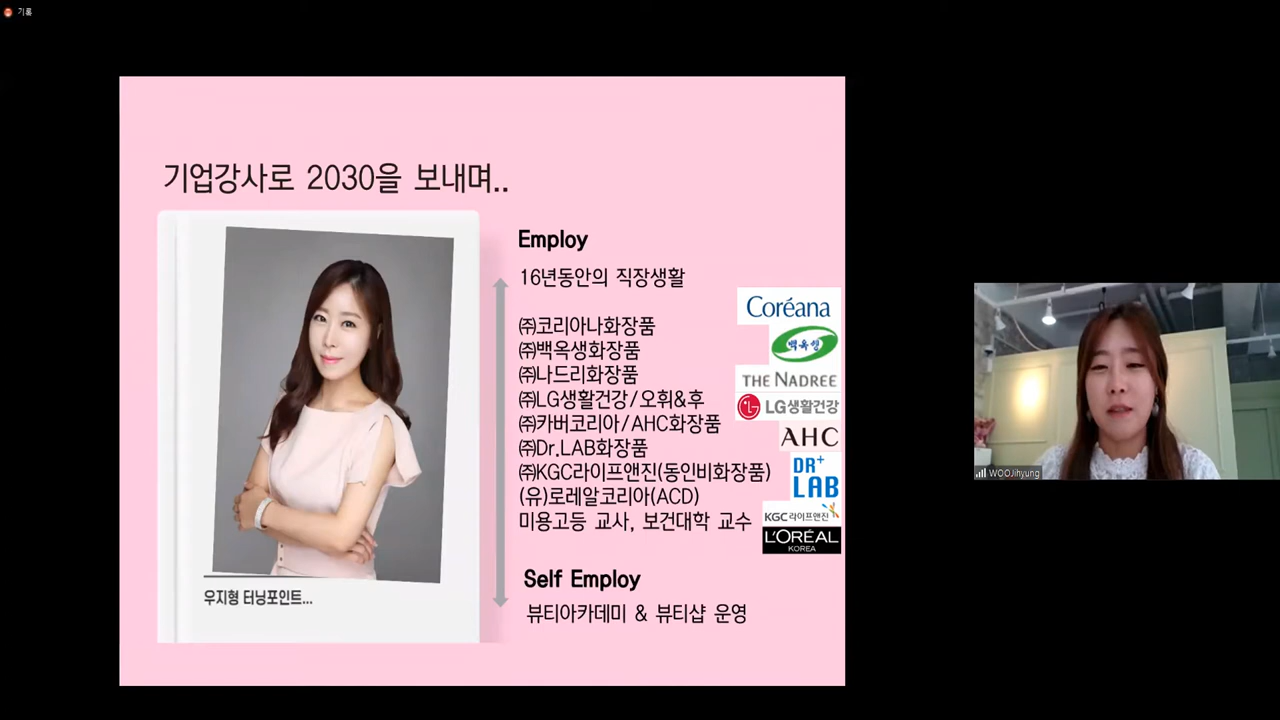 기록
기업강사로 2030을 보내며..
우지형 터닝포인트...
Employ
16년동안의 직장생활
㈜코리아나화장품
㈜백옥생화장품
㈜나드리화장품
㈜LG생활건강/오휘&후
㈜카버코리아/AHC화장품
㈜Dr.LAB화장품
㈜KGC라이프앤진(동인비화장품)
(유)로레알코리아(ACD)
미용고등 교사, 보건대학 교수
Coréana
백옥생
THE NADREE
LG생활건강
AHC
DR+
LAB
KGC 라이프앤진
L'ORÉAL
KOREA
Self Employ
뷰티아카데미 & 뷰티샵 운영
WOOJihyung